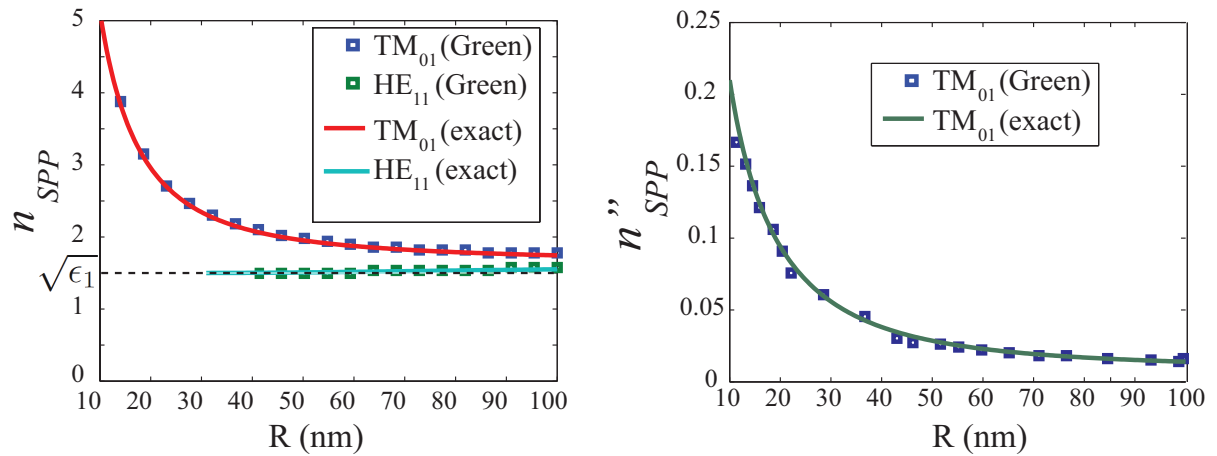 5
4
3
2
√ϵ₁
1
0
10 20 30 40 50 60 70 80 90 100
R (nm)
n SPP
TM₀₁ (Green)
HE₁₁ (Green)
TM₀₁ (exact)
HE₁₁ (exact)
0.25
0.2
0.15
0.1
0.05
0
10 20 30 40 50 60 70 80 90 100
R (nm)
n'' SPP
TM₀₁ (Green)
TM₀₁ (exact)